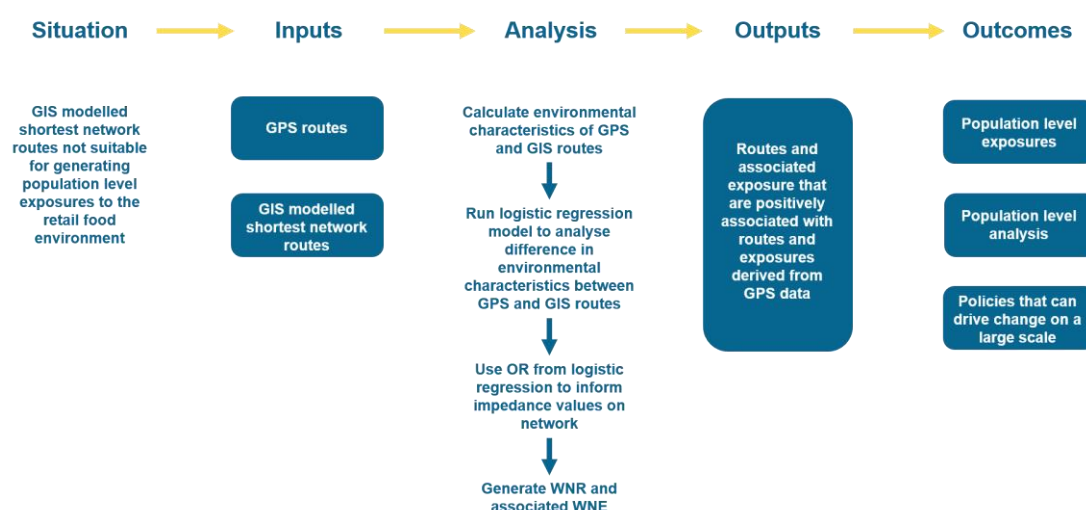 Situation
Inputs
Analysis
Outputs
Outcomes
GIS modelled
shortest network
routes not suitable
for generating
population level
exposures to the
retail food
environment
GPS routes
GIS modelled
shortest network
routes
Calculate environmental
characteristics of GPS
and GIS routes
Run logistic regression
model to analyse
difference in
environmental
characteristics between
GPS and GIS routes
Use OR from logistic
regression to inform
impedance values on
network
Generate WNR and
associated WNE
Routes and
associated
exposure that
are positively
associated with
routes and
exposures
derived from
GPS data
Population level
exposures
Population level
analysis
Policies that can
drive change on a
large scale